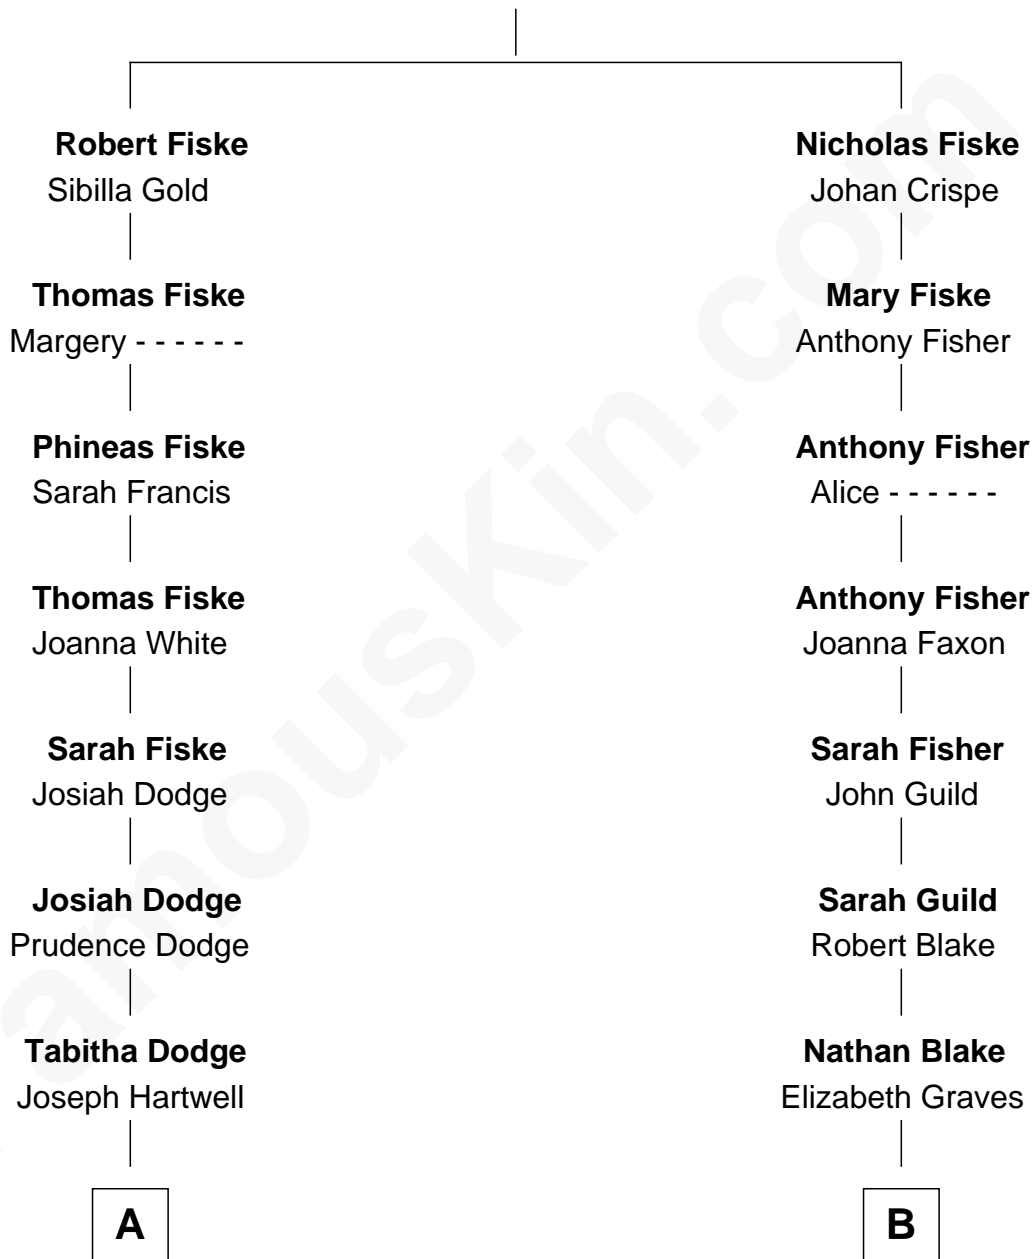 Robert Fiske
Sibilla Gold
Thomas Fiske
Margery - - - - - -
Phineas Fiske
Sarah Francis
Thomas Fiske
Joanna White
Sarah Fiske
Josiah Dodge
Josiah Dodge
Prudence Dodge
Tabitha Dodge
Joseph Hartwell
A
Nicholas Fiske
Johan Crispe
Mary Fiske
Anthony Fisher
Anthony Fisher
Alice - - - - - -
Anthony Fisher
Joanna Faxon
Sarah Fisher
John Guild
Sarah Guild
Robert Blake
Nathan Blake
Elizabeth Graves
B
amousKin.com